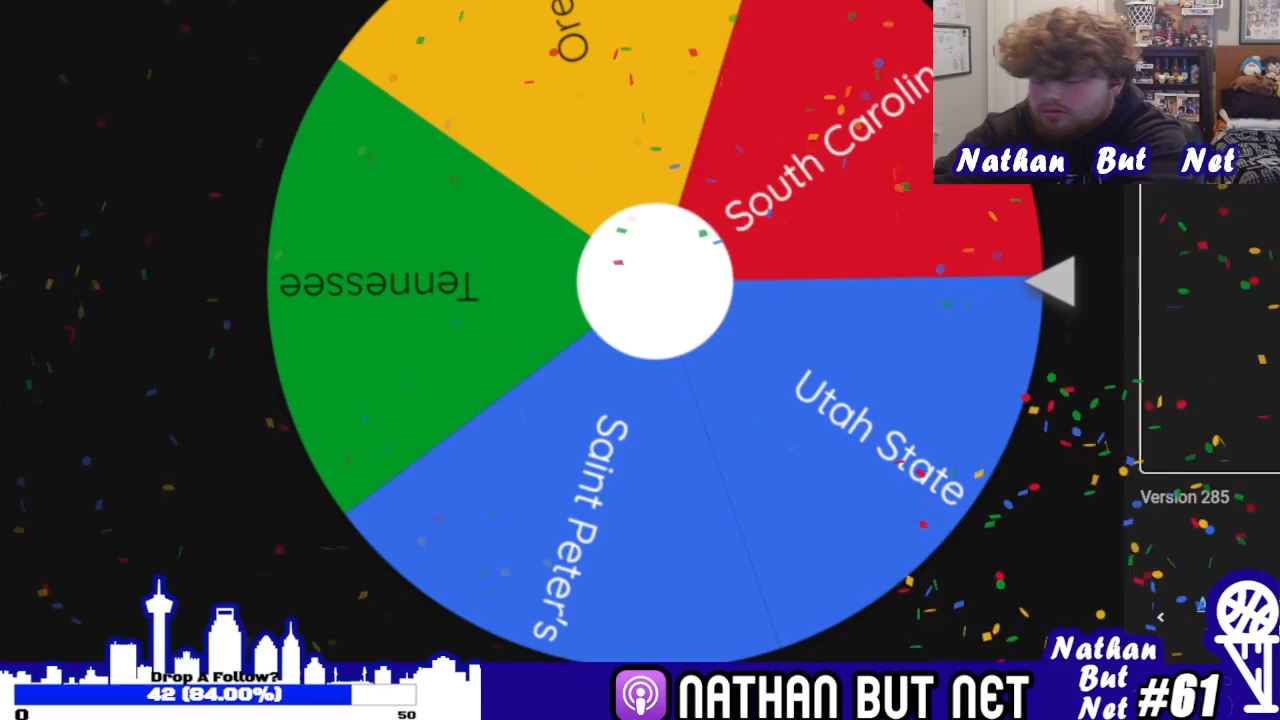 Ore
South Carolin
Nathan But Net
Tennessee
Utah State
Saint Peter's
Version 285
Drop A Follow?
42 (84.00%)
0
50
NATHAN BUT NET
Nathan
But
Net
#61